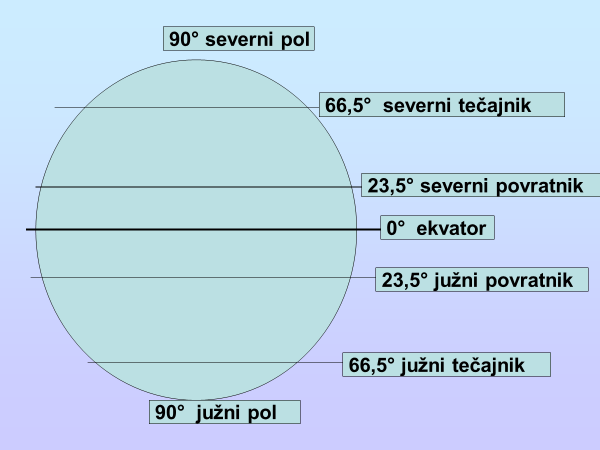 90° severni pol
66,5°  severni tečajnik
23,5° severni povratnik
0°  ekvator
23,5° južni povratnik
66,5° južni tečajnik
90°  južni pol